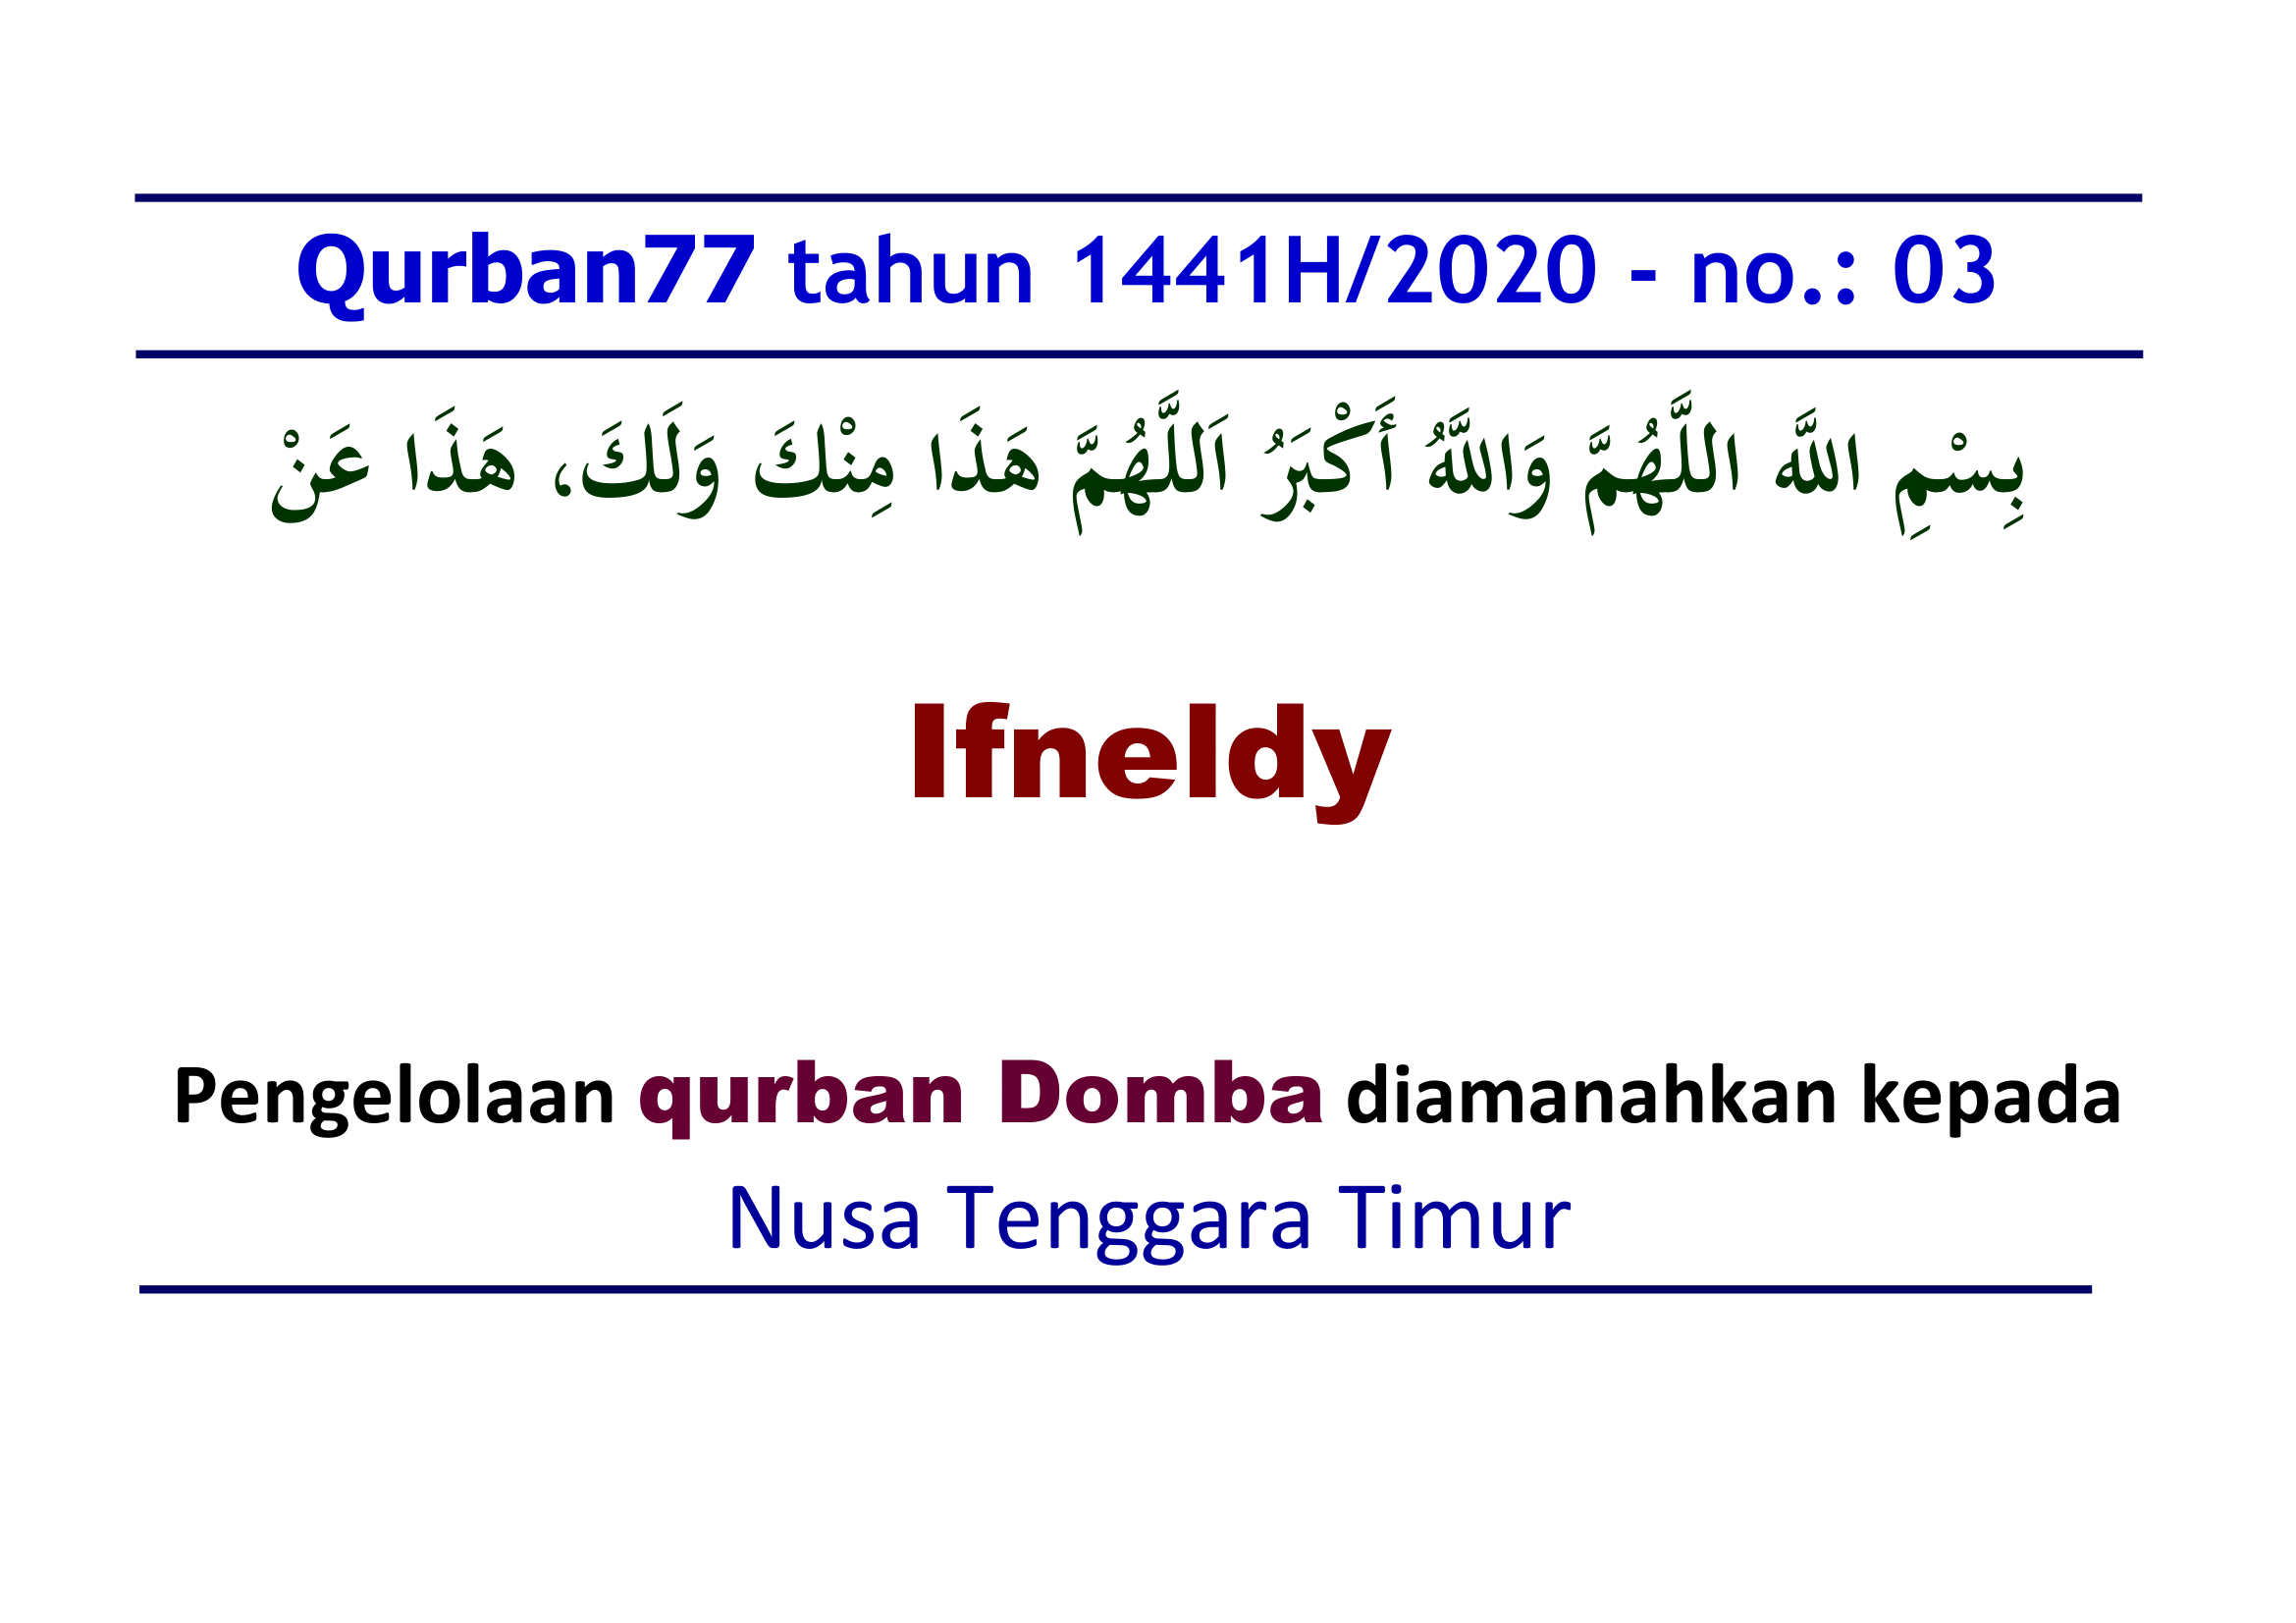 Qurban77 tahun 1441H/2020 - no.: 03
بِسْمِ اللَّه اللَّهُمَّ وَاللَّهُ أَكْبَرُ اَللَّهُمَّ هَذَا مِنْكَ وَلَكَ، هَذَا عَنْ
Ifneldy
Pengelolaan qurban Domba diamanahkan kepada
Nusa Tenggara Timur